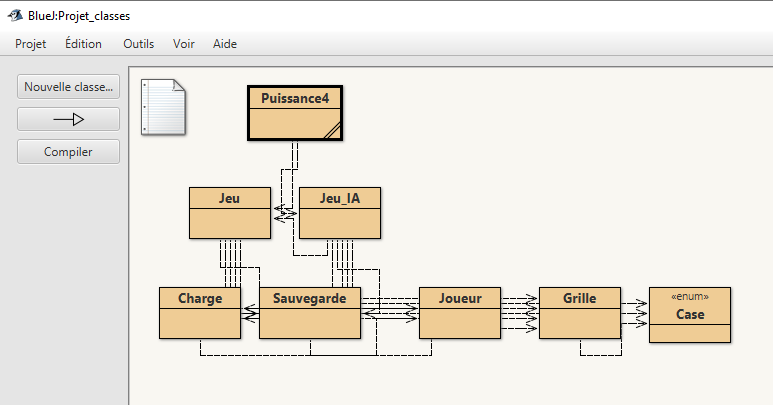 BlueJ:Projet_classes
Projet Édition Outils Voir Aide
Nouvelle classe...
Compiler
Puissance4
Jeu Jeu_IA
Charge Sauvegarde Joueur Grille «enum»
Case